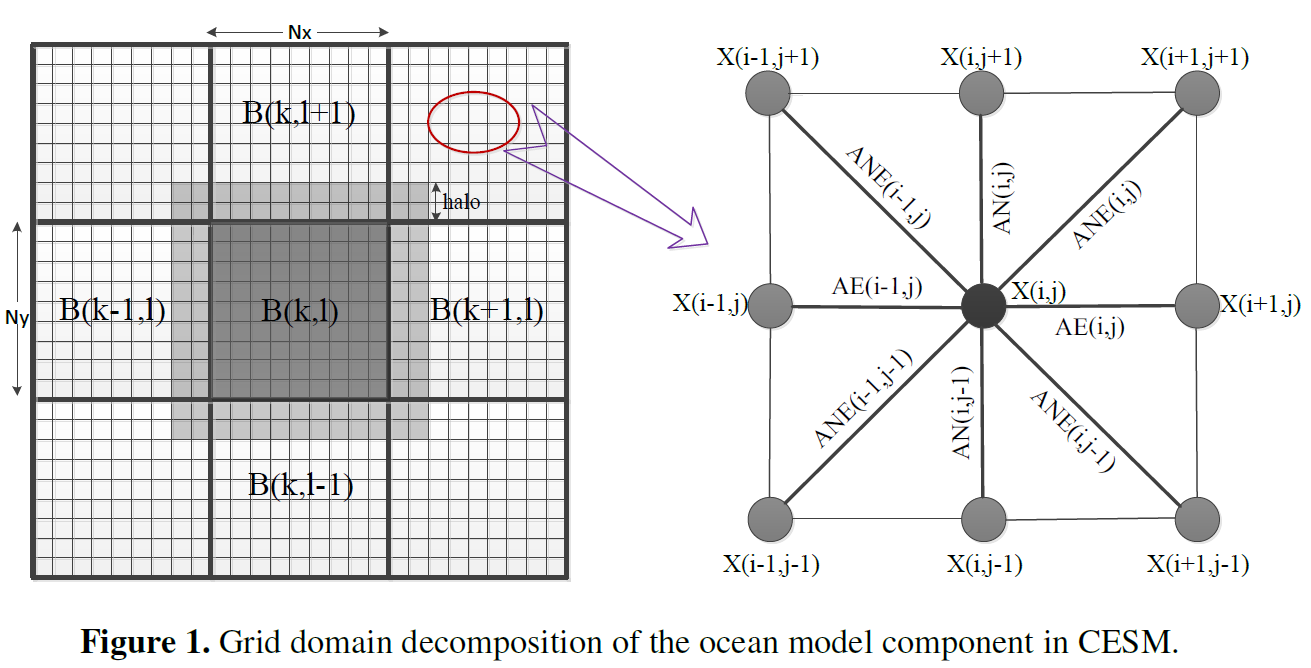 Nx
B(k,l+1)
halo
Ny
B(k-1,l)
B(k,l)
B(k+1,l)
B(k,l-1)
X(i-1,j+1)
X(i,j+1)
X(i+1,j+1)
ANE(i-1,j)
AN(i,j)
ANE(i,j)
X(i-1,j)
AE(i-1,j)
X(i,j)
AE(i,j)
X(i+1,j)
ANE(i-1,j-1)
AN(i,j-1)
ANE(i,j-1)
X(i-1,j-1)
X(i,j-1)
X(i+1,j-1)
Figure 1. Grid domain decomposition of the ocean model component in CESM.